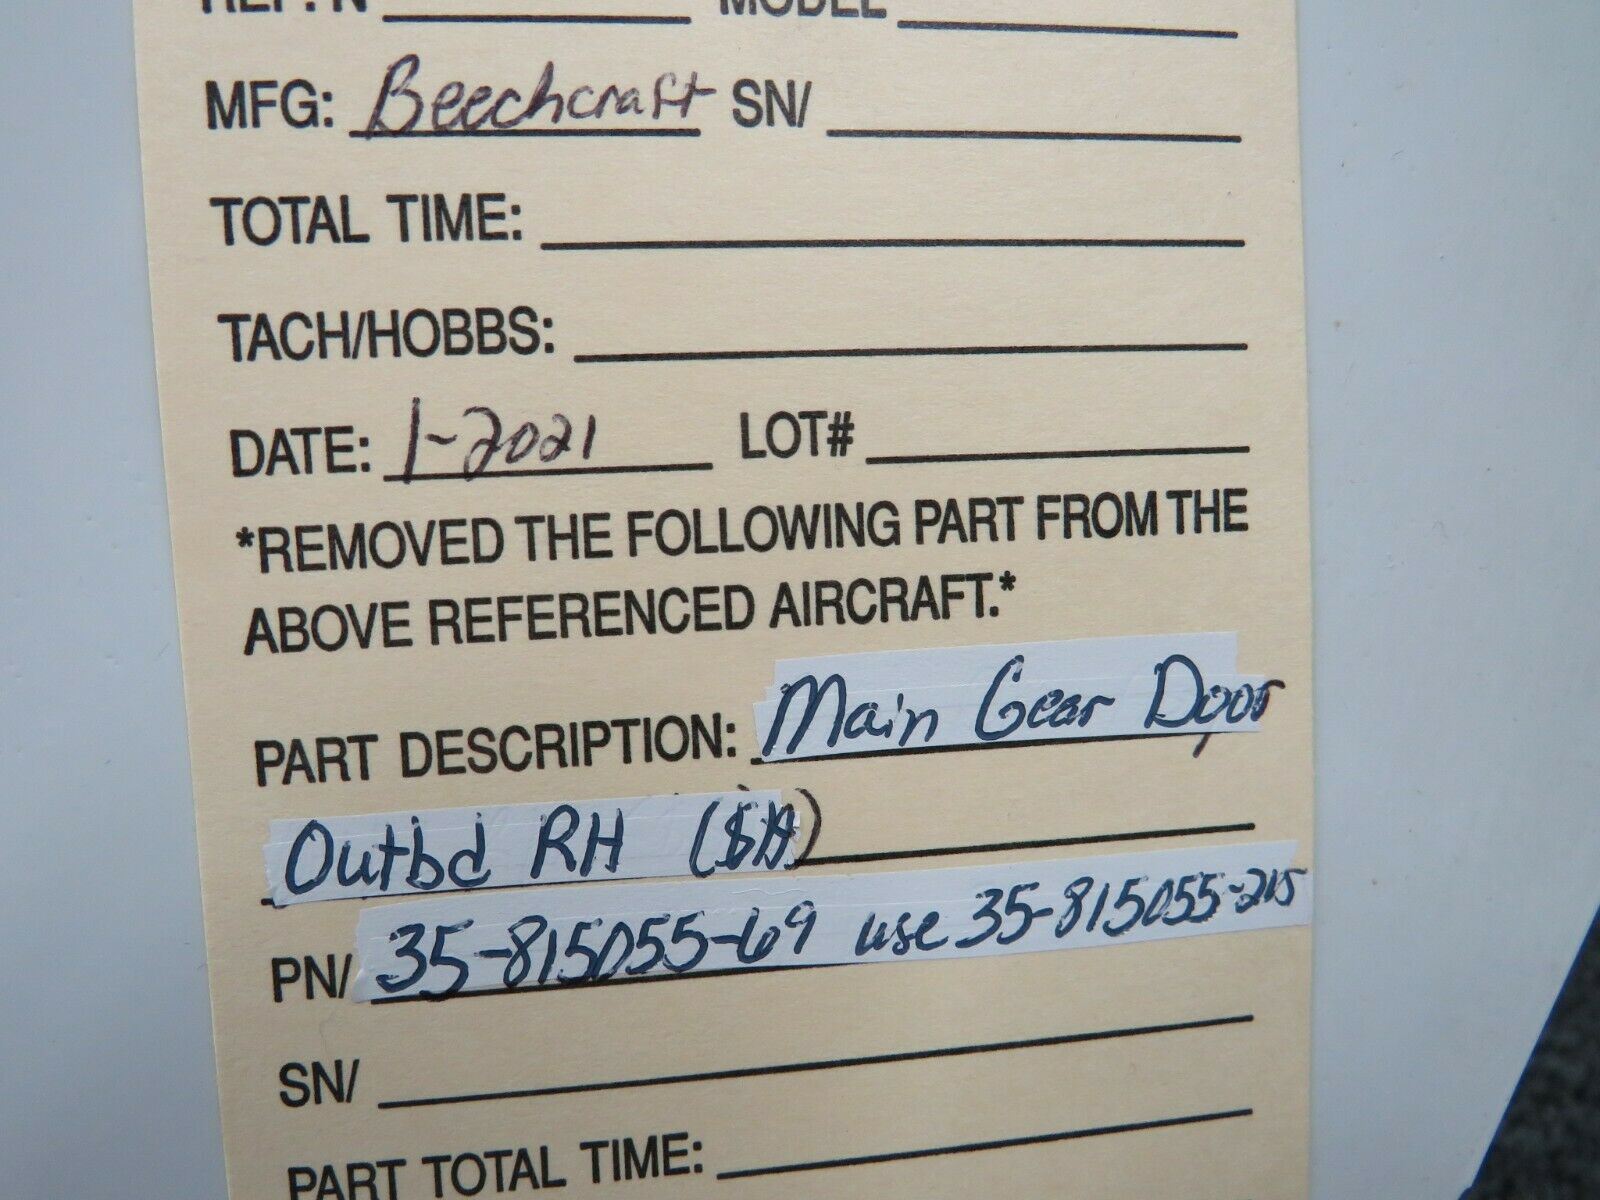 MODEL
MFG: Beechcraft SN/
TOTAL TIME:
TACH/HOBBS:
DATE: 1-2021 LOT#
*REMOVED THE FOLLOWING PART FROM THE
ABOVE REFERENCED AIRCRAFT.*
PART DESCRIPTION: Main Gear Door
Outbd RH
PN/ 35-815055-69 use 35-815055-215
SN/
PART TOTAL TIME: